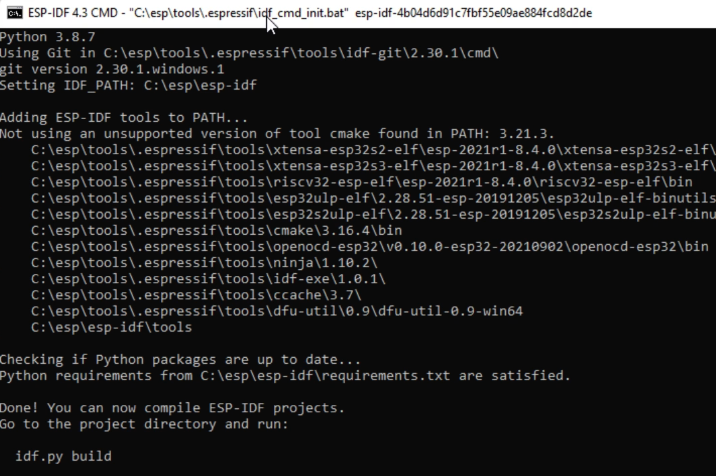 ESP-IDF 4.3 CMD - "C:\esp\tools\.espressif\idf_cmd_init.bat" esp-idf-4b04d6d91c7fbf55e09ae884fcd8d2de
Python 3.8.7
Using Git in C:\esp\tools\.espressif\tools\idf-git\2.30.1\cmd\
git version 2.30.1.windows.1
Setting IDF_PATH: C:\esp\esp-idf
Adding ESP-IDF tools to PATH...
Not using an unsupported version of tool cmake found in PATH: 3.21.3.
C:\esp\tools\.espressif\tools\xtensa-esp32s2-elf\esp-2021r1-8.4.0\xtensa-esp32s2-elf\
C:\esp\tools\.espressif\tools\xtensa-esp32s3-elf\esp-2021r1-8.4.0\xtensa-esp32s3-elf\
C:\esp\tools\.espressif\tools\riscv32-esp-elf\esp-2021r1-8.4.0\riscv32-esp-elf\bin
C:\esp\tools\.espressif\tools\esp32ulp-elf\2.28.51-esp-20191205\esp32ulp-elf-binutils
C:\esp\tools\.espressif\tools\esp32s2ulp-elf\2.28.51-esp-20191205\esp32s2ulp-elf-binu
C:\esp\tools\.espressif\tools\cmake\3.16.4\bin
C:\esp\tools\.espressif\tools\openocd-esp32\v0.10.0-esp32-20210902\openocd-esp32\bin
C:\esp\tools\.espressif\tools\ninja\1.10.2\
C:\esp\tools\.espressif\tools\idf-exe\1.0.1\
C:\esp\tools\.espressif\tools\ccache\3.7\
C:\esp\tools\.espressif\tools\dfu-util\0.9\dfu-util-0.9-win64
C:\esp\esp-idf\tools
Checking if Python packages are up to date...
Python requirements from C:\esp\esp-idf\requirements.txt are satisfied.
Done! You can now compile ESP-IDF projects.
Go to the project directory and run:
idf.py build